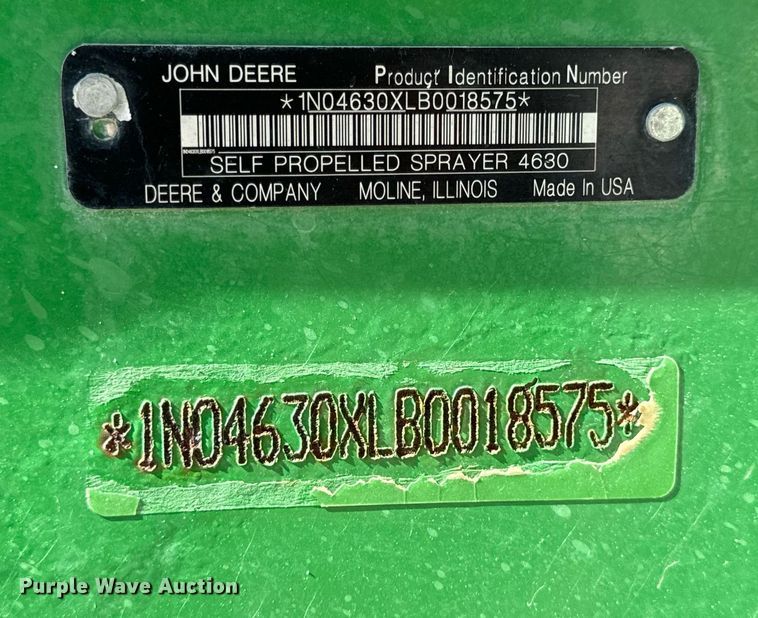 JOHN DEERE Product Identification Number
*1N04630XLB0018575*
1N04630XLB0018575
SELF PROPELLED SPRAYER 4630
DEERE & COMPANY MOLINE, ILLINOIS Made In USA
*1N04630XLB0018575*
Purple Wave Auction